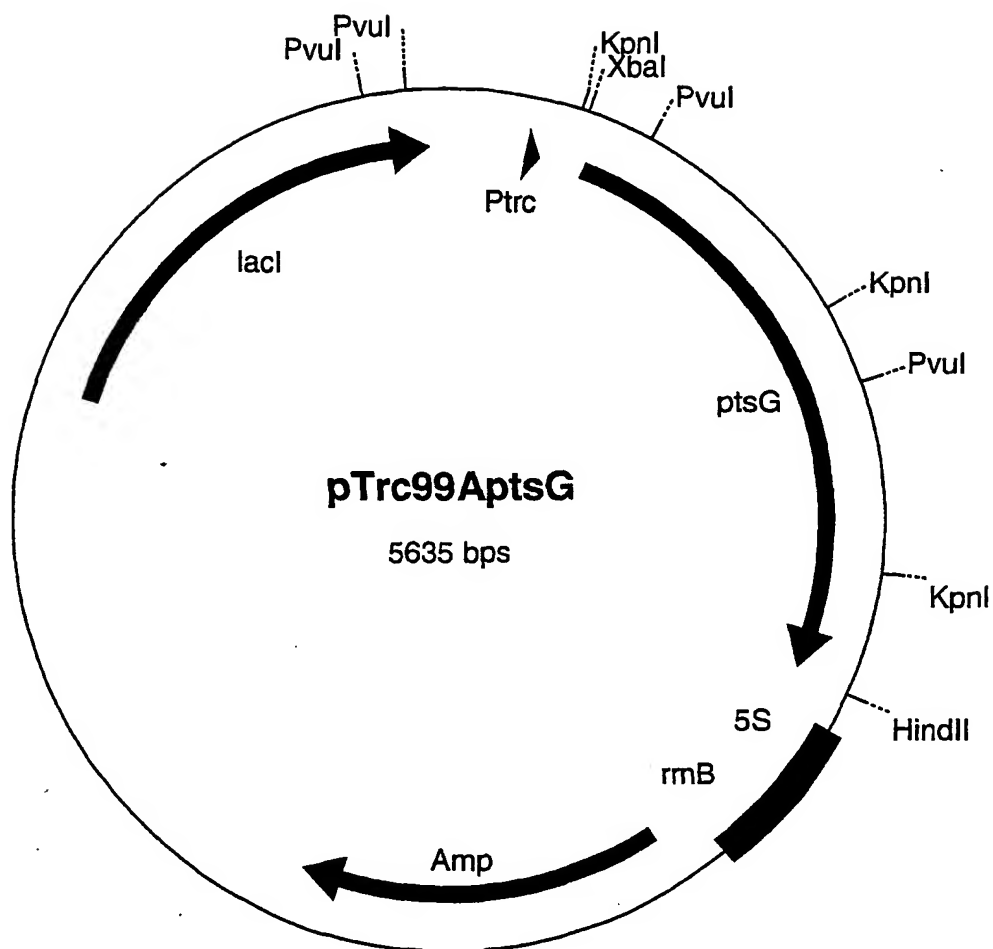 PvuI
PvuI
KpnI
XbaI
PvuI
Ptrc
lacI
KpnI
PvuI
ptsG
pTrc99AptsG
5635 bps
KpnI
5S
HindII
rrnB
Amp